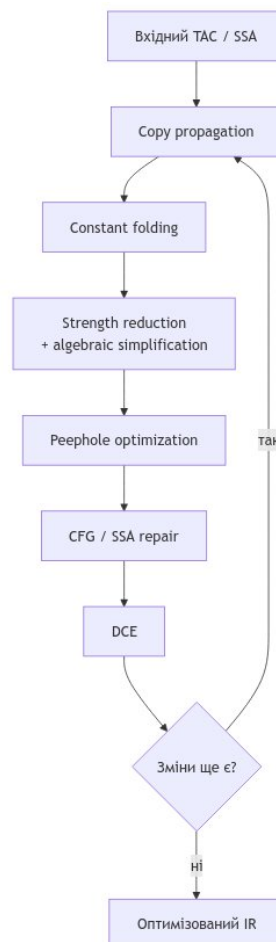 Вхідний TAC / SSA
Copy propagation
Constant folding
Strength reduction
+ algebraic simplification
Peephole optimization
так
CFG / SSA repair
DCE
Зміни ще є?
ні
Оптимізований IR